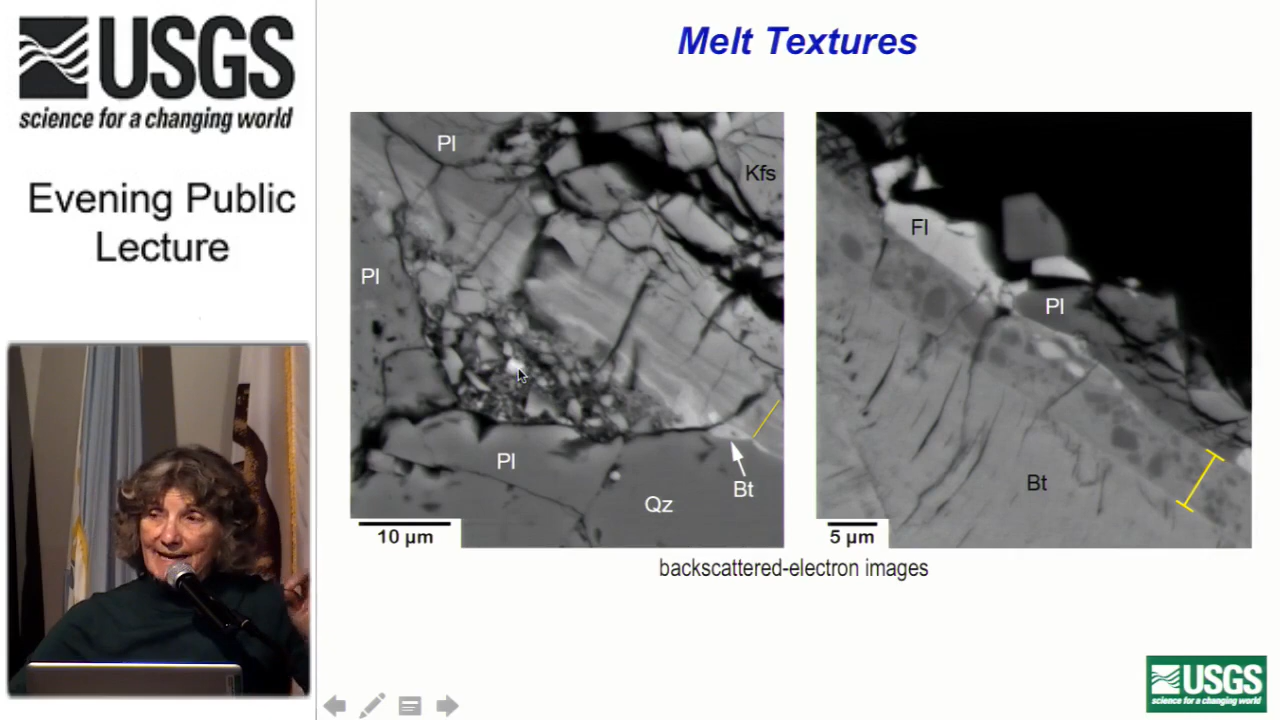 USGS
science for a changing world
Evening Public
Lecture
Melt Textures
Pl
Kfs
Pl
Pl
Bt
Qz
10 µm
Fl
Pl
Bt
5 µm
backscattered-electron images
USGS
science for a changing world